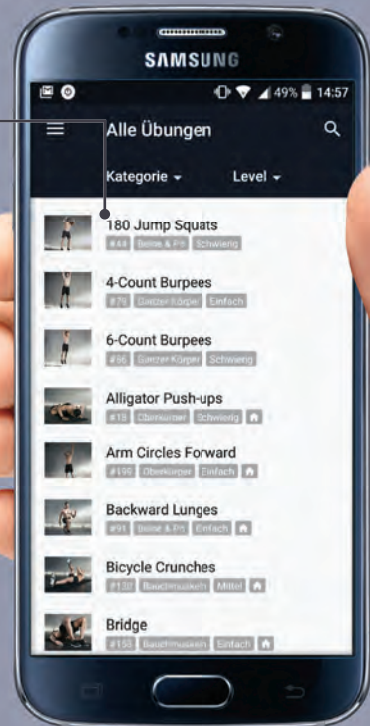 SAMSUNG
49% 14:57
Alle Übungen
Kategorie Level
180 Jump Squats
#44 Beine & Po Schwierig
4-Count Burpees
#79 Ganzer Körper Einfach
6-Count Burpees
#86 Ganzer Körper Schwierig
Alligator Push-ups
#18 Oberkörper Schwierig
Arm Circles Forward
#199 Oberkörper Einfach
Backward Lunges
#91 Beine & Po Einfach
Bicycle Crunches
Bauchmuskeln Mittel
Bridge
#153 Bauchmuskeln Einfach